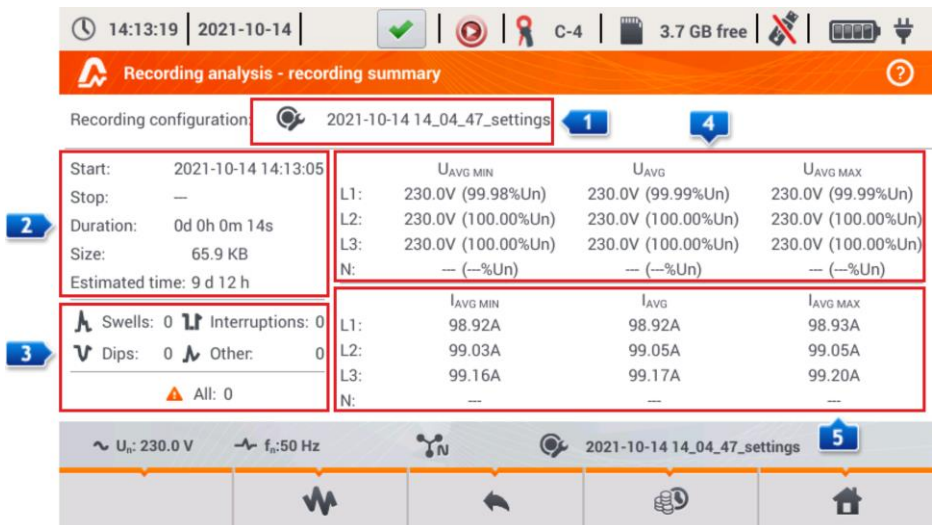 14:13:19 2021-10-14 C-4 3.7 GB free
Recording analysis - recording summary ?
Recording configuration: 2021-10-14 14_04_47_settings 1
4
2
Start: 2021-10-14 14:13:05
Stop: ---
Duration: 0d 0h 0m 14s
Size: 65.9 KB
Estimated time: 9 d 12 h
UAVG MIN UAVG UAVG MAX
L1: 230.0V (99.98%Un) 230.0V (99.99%Un) 230.0V (99.99%Un)
L2: 230.0V (100.00%Un) 230.0V (100.00%Un) 230.0V (100.00%Un)
L3: 230.0V (100.00%Un) 230.0V (100.00%Un) 230.0V (100.00%Un)
N: --- (---%Un) --- (---%Un) --- (---%Un)
3
Swells: 0 Interruptions: 0
Dips: 0 Other: 0
All: 0
IAVG MIN IAVG IAVG MAX
L1: 98.92A 98.92A 98.93A
L2: 99.03A 99.05A 99.05A
L3: 99.16A 99.17A 99.20A
N: --- --- ---
5
Un: 230.0 V fn:50 Hz N 2021-10-14 14_04_47_settings